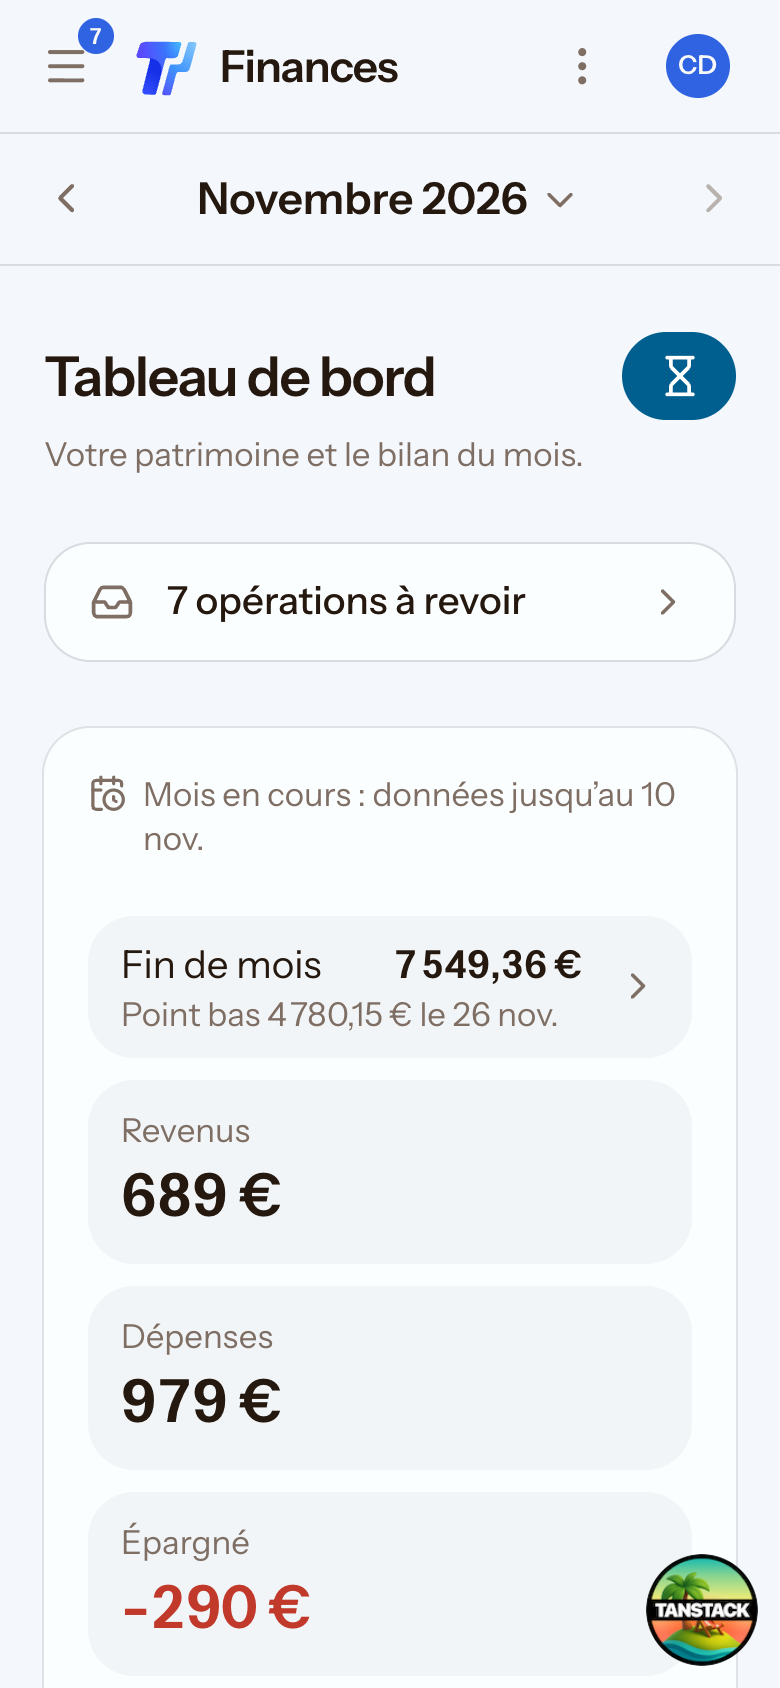 7
Finances
CD
Novembre 2026
Tableau de bord
Votre patrimoine et le bilan du mois.
7 opérations à revoir
Mois en cours : données jusqu’au 10
nov.
Fin de mois 7 549,36 €
Point bas 4 780,15 € le 26 nov.
Revenus
689 €
Dépenses
979 €
Épargné
-290 €
TANSTACK